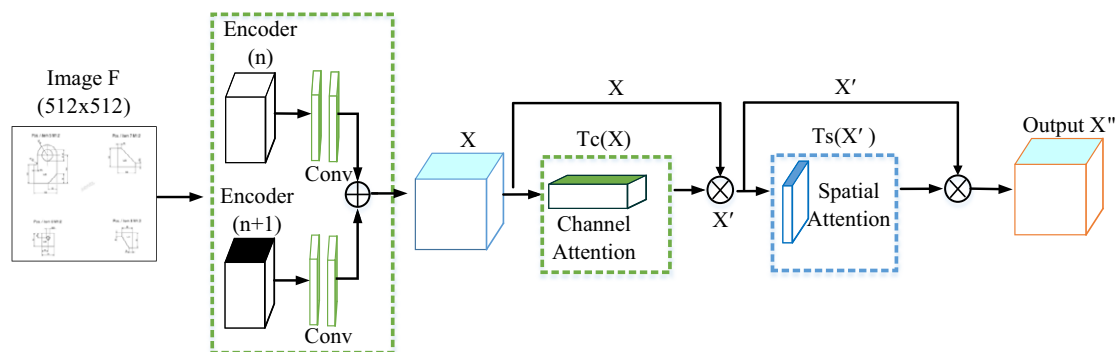 Image F
(512x512)
Encoder
(n)
Conv
Encoder
(n+1)
Conv
X
X
Tc(X)
Channel
Attention
X′
X′
Ts(X′ )
Spatial
Attention
Output X"